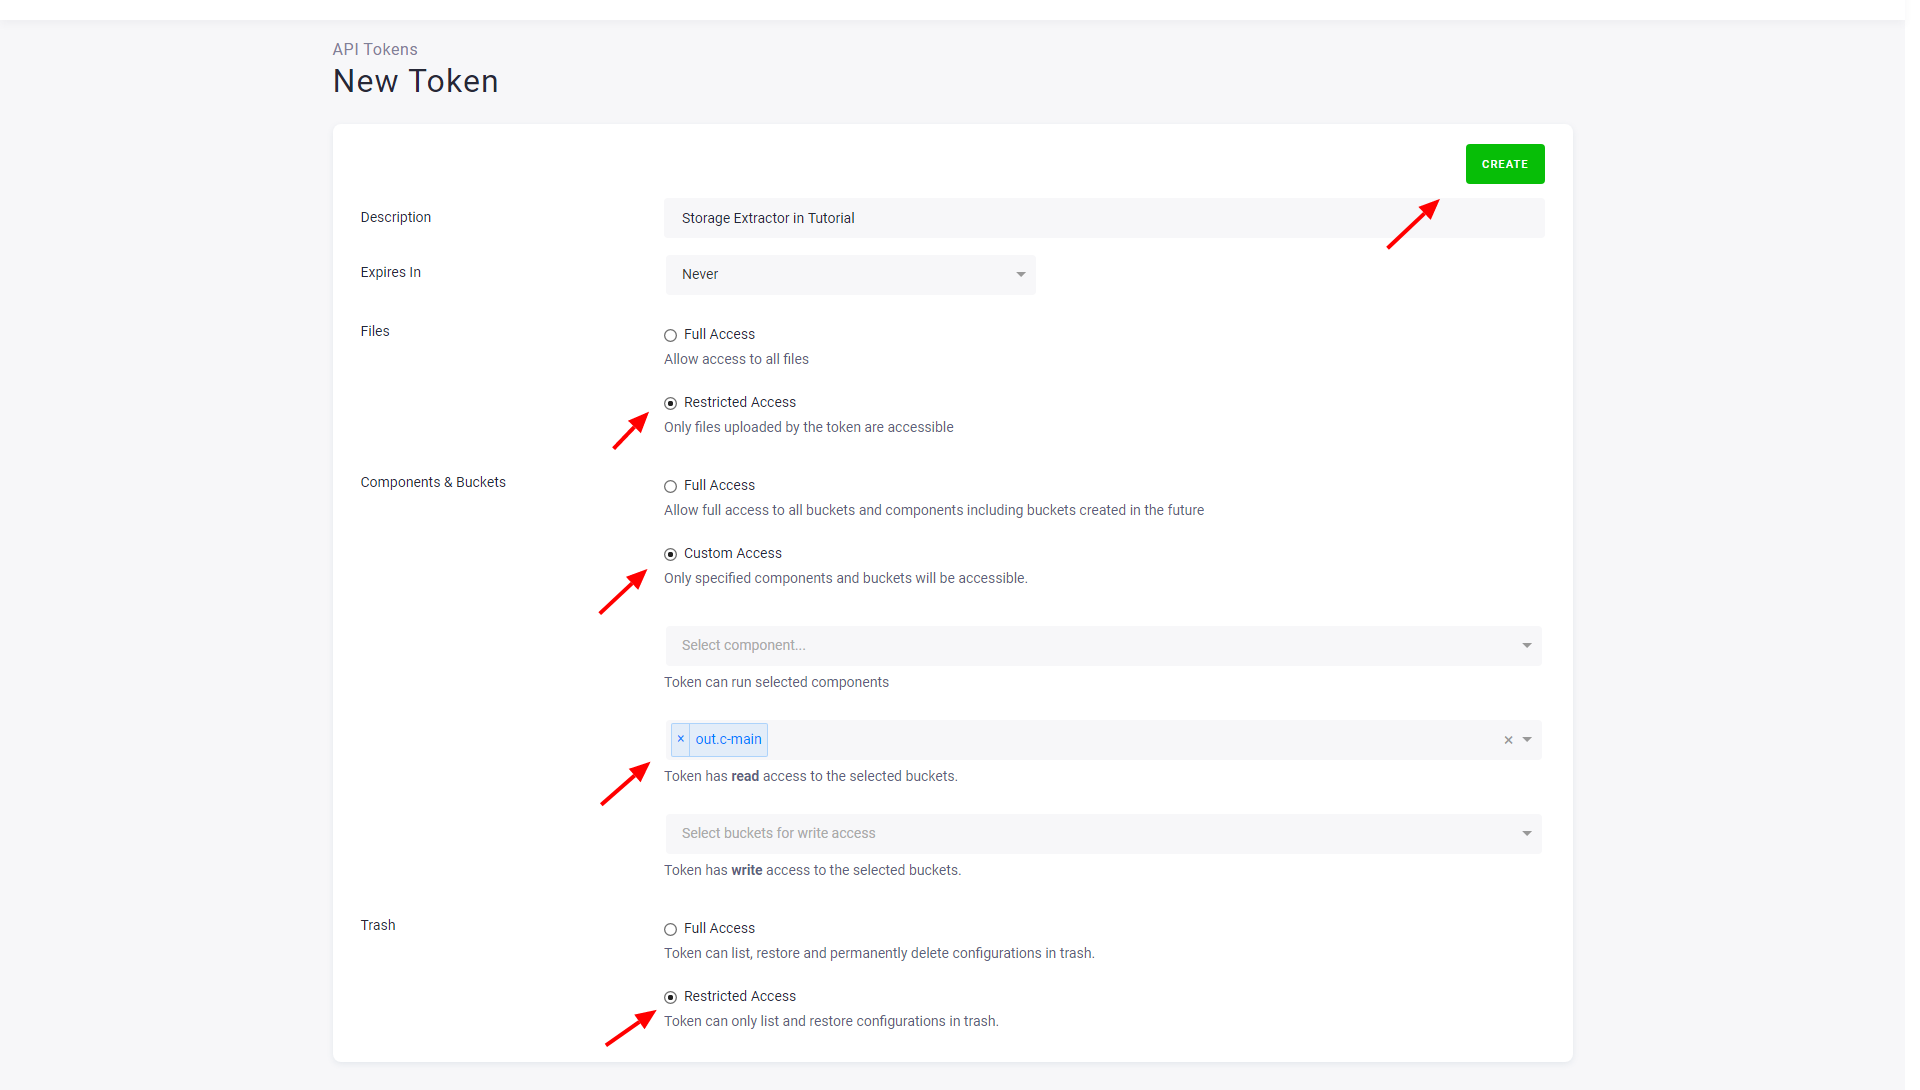 API Tokens
New Token
CREATE
Description
Storage Extractor in Tutorial
Expires In
Never
Files
Full Access
Allow access to all files
Restricted Access
Only files uploaded by the token are accessible
Components & Buckets
Full Access
Allow full access to all buckets and components including buckets created in the future
Custom Access
Only specified components and buckets will be accessible.
Select component...
Token can run selected components
× out.c-main ×
Token has read access to the selected buckets.
Select buckets for write access
Token has write access to the selected buckets.
Trash
Full Access
Token can list, restore and permanently delete configurations in trash.
Restricted Access
Token can only list and restore configurations in trash.